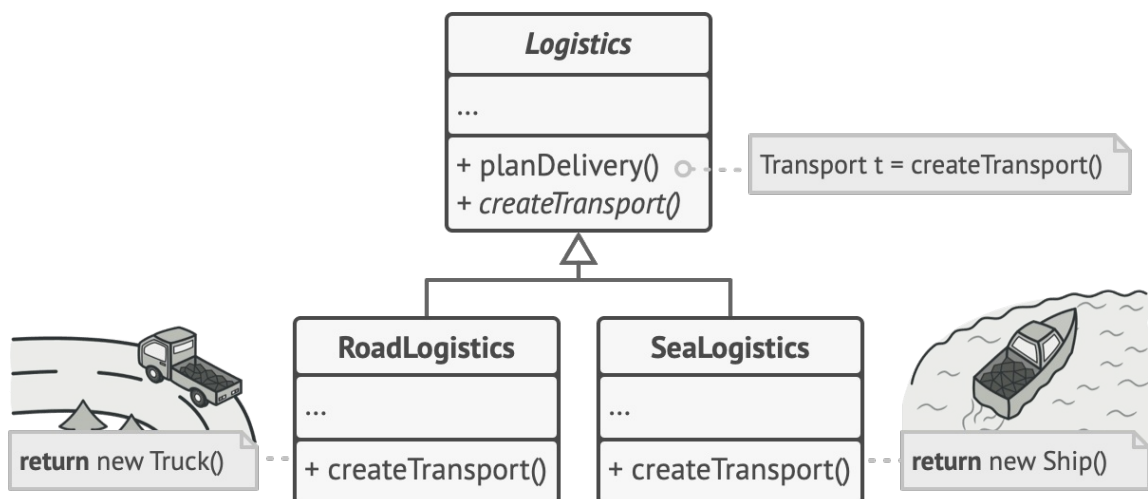 Logistics
...
+ planDelivery()
+ createTransport()
Transport t = createTransport()
RoadLogistics
...
+ createTransport()
return new Truck()
SeaLogistics
...
+ createTransport()
return new Ship()